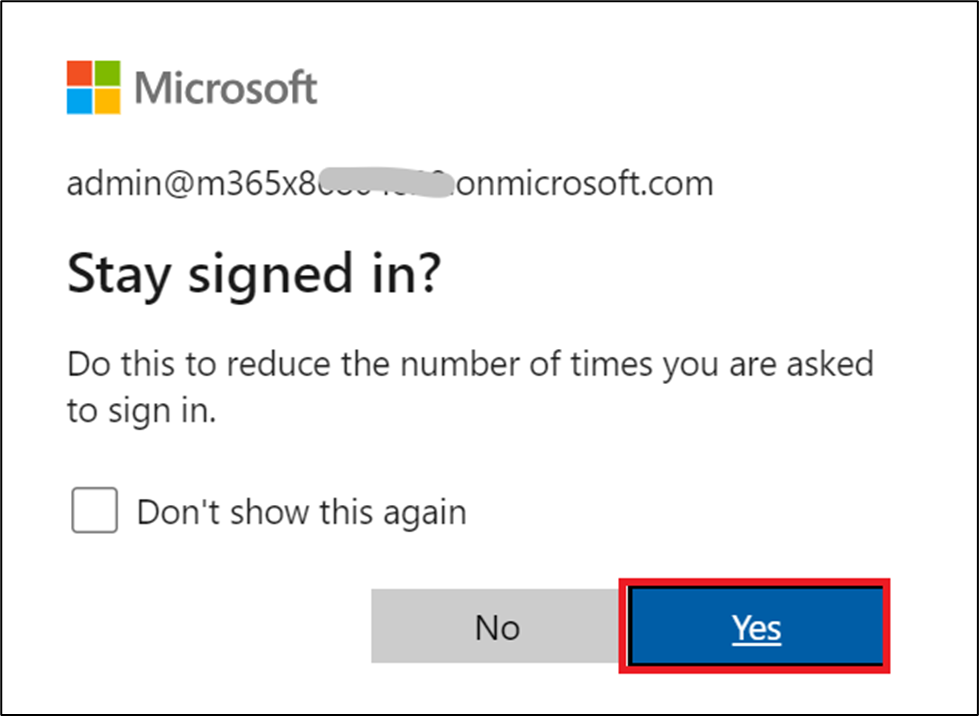 Microsoft
admin@m365x8 onmicrosoft.com
Stay signed in?
Do this to reduce the number of times you are asked
to sign in.
Don't show this again
No
Yes